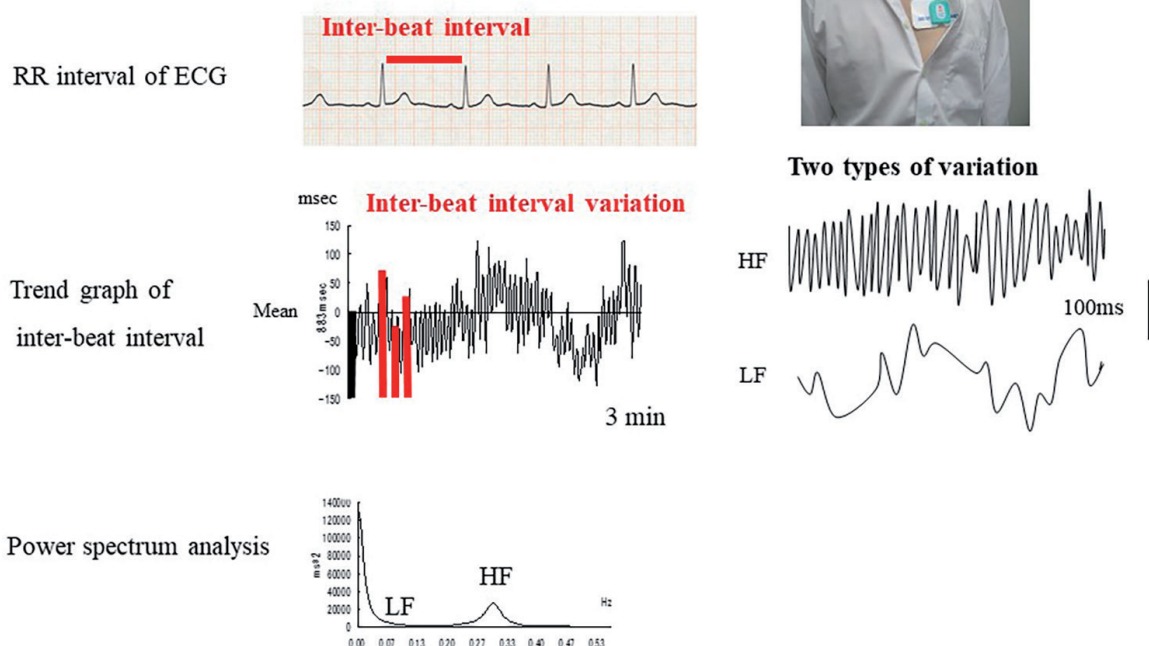 Inter-beat interval
RR interval of ECG
Two types of variation
msec
Inter-beat interval variation
150
100
50
0
-50
-100
-150
883msec
Mean
Trend graph of
inter-beat interval
3 min
HF
100ms
LF
Power spectrum analysis
140000
120000
100000
80000
60000
40000
20000
0
ms^2
LF
HF
Hz
0.00 0.07 0.13 0.20 0.27 0.33 0.40 0.47 0.53